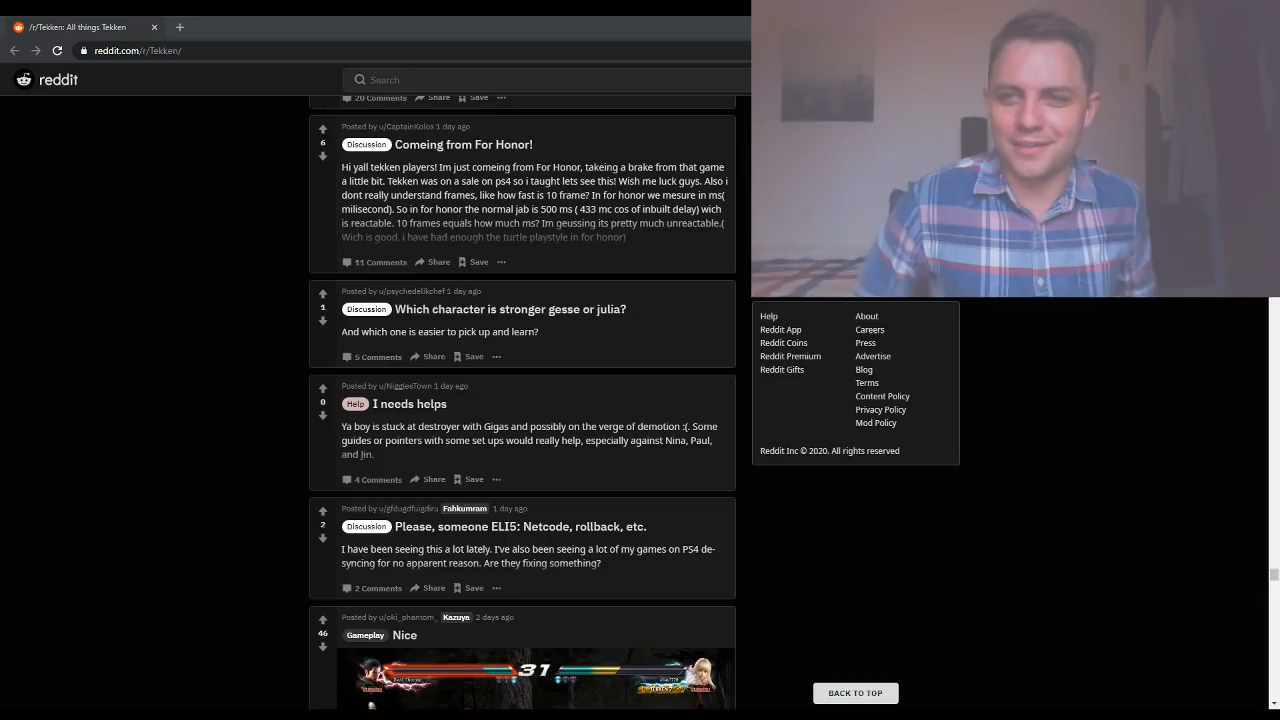 /r/Tekken: All things Tekken
reddit.com/r/Tekken/
reddit
Search
20 Comments Share Save
Posted by u/CaptainKolos 1 day ago
6
Discussion Comeing from For Honor!
Hi yall tekken players! Im just comeing from For Honor, takeing a brake from that game
a little bit. Tekken was on a sale on ps4 so i taught lets see this! Wish me luck guys. Also i
dont really understand frames, like how fast is 10 frame? In for honor we mesure in ms(
milisecond). So in for honor the normal jab is 500 ms ( 433 mc cos of inbuilt delay) wich
is reactable. 10 frames equals how much ms? Im geussing its pretty much unreactable.(
Wich is good, i have had enough the turtle playstyle in for honor)
11 Comments Share Save
Posted by u/psychedelikchef 1 day ago
1
Discussion Which character is stronger gesse or julia?
And which one is easier to pick up and learn?
5 Comments Share Save
Posted by u/NigglesTown 1 day ago
0
Help I needs helps
Ya boy is stuck at destroyer with Gigas and possibly on the verge of demotion :(. Some
guides or pointers with some set ups would really help, especially against Nina, Paul,
and Jin.
4 Comments Share Save
Posted by u/gfdugdfuigdiru Fahkumram 1 day ago
2
Discussion Please, someone ELI5: Netcode, rollback, etc.
I have been seeing this a lot lately. I've also been seeing a lot of my games on PS4 de-
syncing for no apparent reason. Are they fixing something?
2 Comments Share Save
Posted by u/oki_phantom_ Kazuya 2 days ago
46
Gameplay Nice
31
Help About
Reddit App Careers
Reddit Coins Press
Reddit Premium Advertise
Reddit Gifts Blog
Terms
Content Policy
Privacy Policy
Mod Policy
Reddit Inc © 2020. All rights reserved
BACK TO TOP